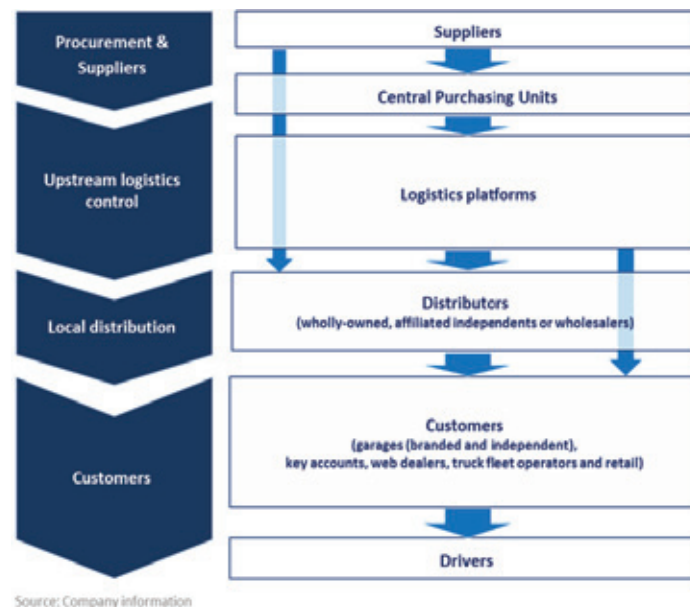 Procurement &
Suppliers
Suppliers
Central Purchasing Units
Upstream logistics
control
Logistics platforms
Local distribution
Distributors
(wholly-owned, affiliated independents or wholesalers)
Customers
Customers
(garages (branded and independent),
key accounts, web dealers, truck fleet operators and retail)
Drivers
Source: Company information